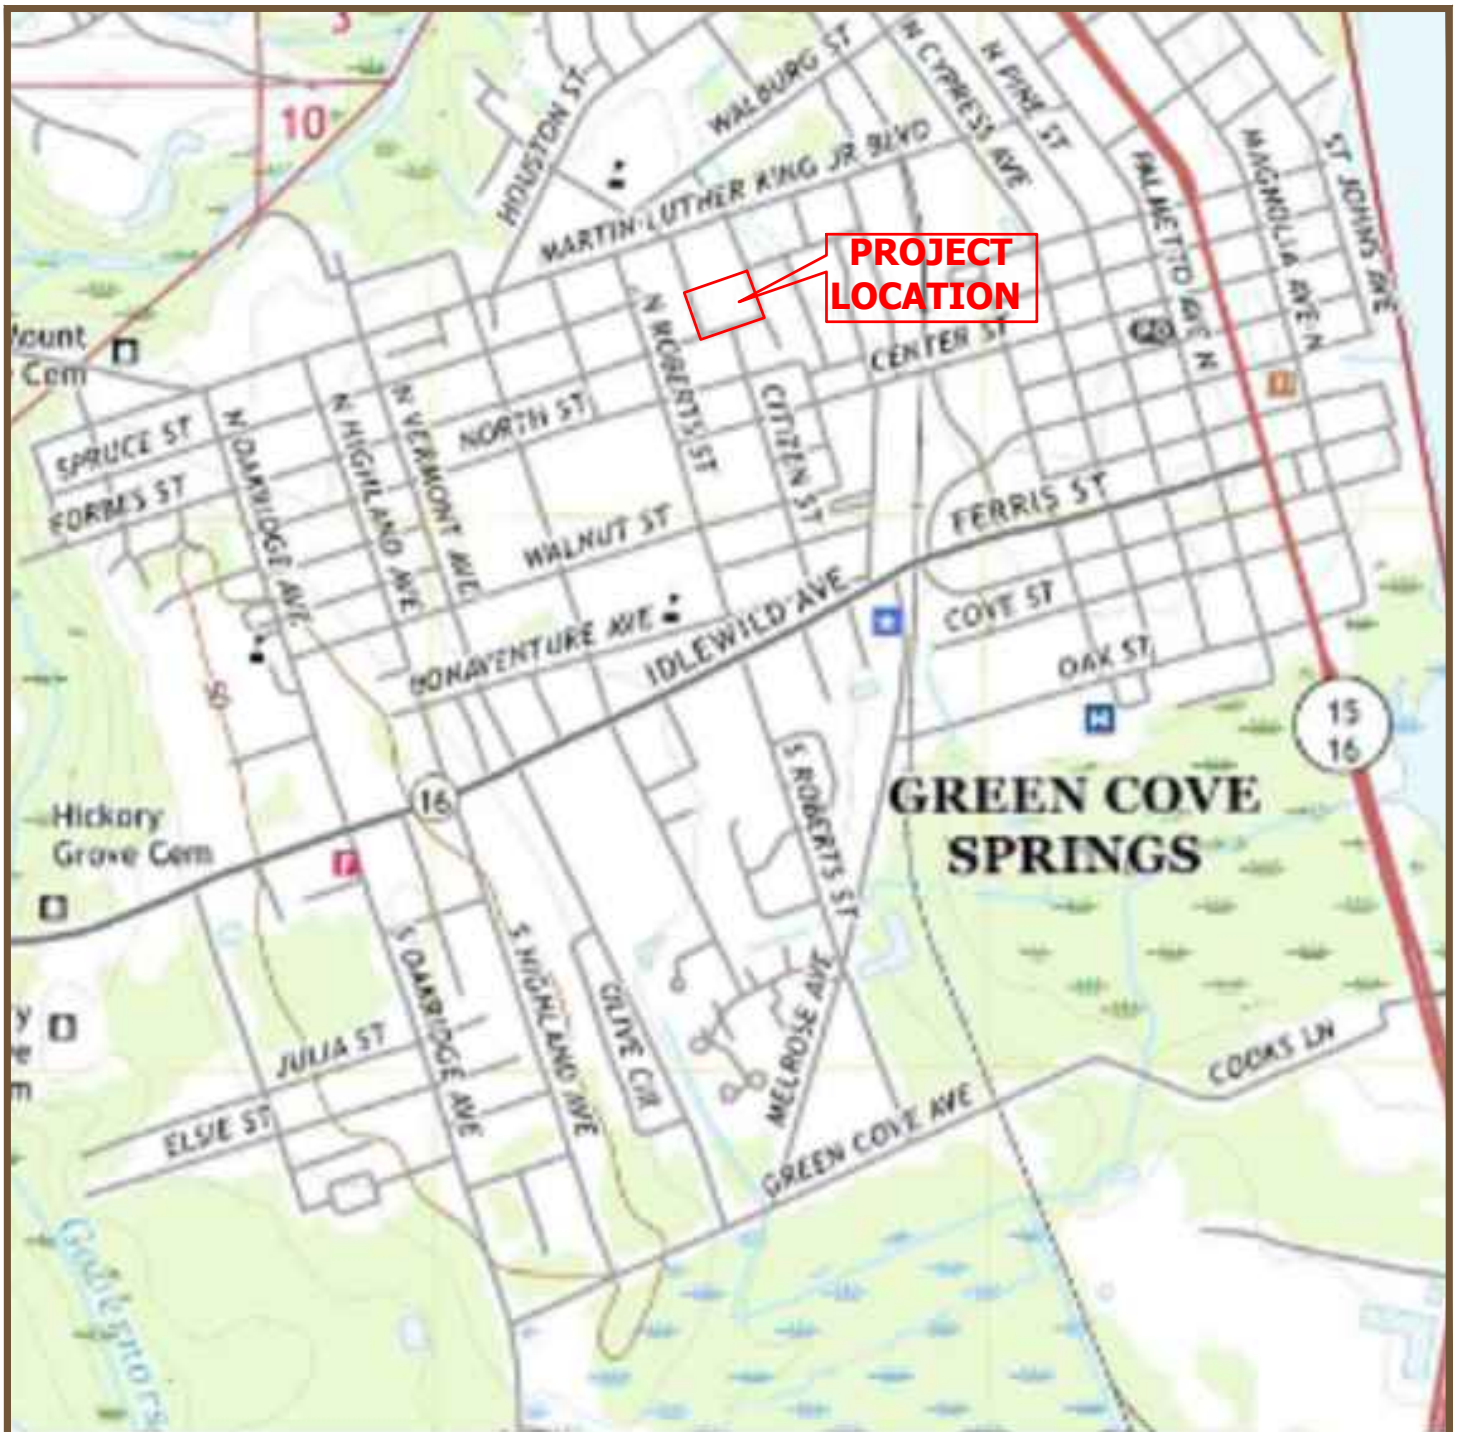 3
10
HOUSTON ST
WALBURG ST
N CYPRESS AVE
N PINE ST
MARTIN LUTHER KING JR BLVD
PALMETTO AVE N
MAGNOLIA AVE N
ST JOHNS AVE
PROJECT
LOCATION
CENTER ST
Mount
Cem
SPRUCE ST
FORBES ST
N OAKRIDGE AVE
N HIGHLAND AVE
N VERMONT AVE
NORTH ST
N ROBERTS ST
CITIZEN ST
WALNUT ST
FERRIS ST
BONAVENTURE AVE
IDLEWILD AVE
COVE ST
OAK ST
H
15
16
16
S ROBERTS ST
GREEN COVE
SPRINGS
Hickory
Grove Cem
S OAKRIDGE AVE
S HIGHLAND AVE
OLIVE CIR
MELROSE AVE
JULIA ST
ELSIE ST
GREEN COVE AVE
COOKS LN
Governors